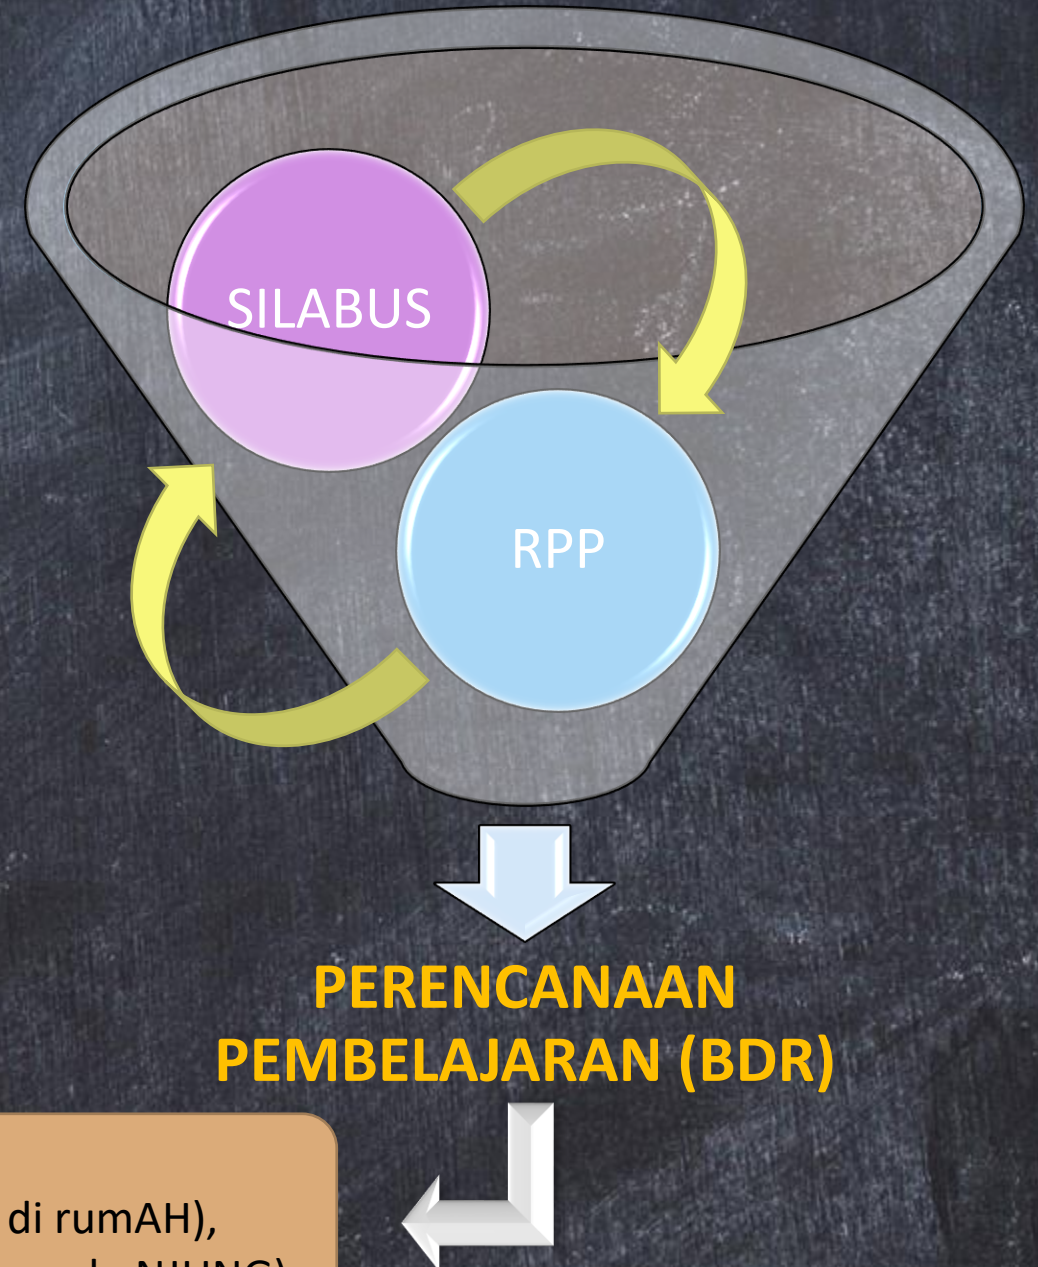 SILABUS
RPP
PERENCANAAN
PEMBELAJARAN (BDR)
di rumAH),